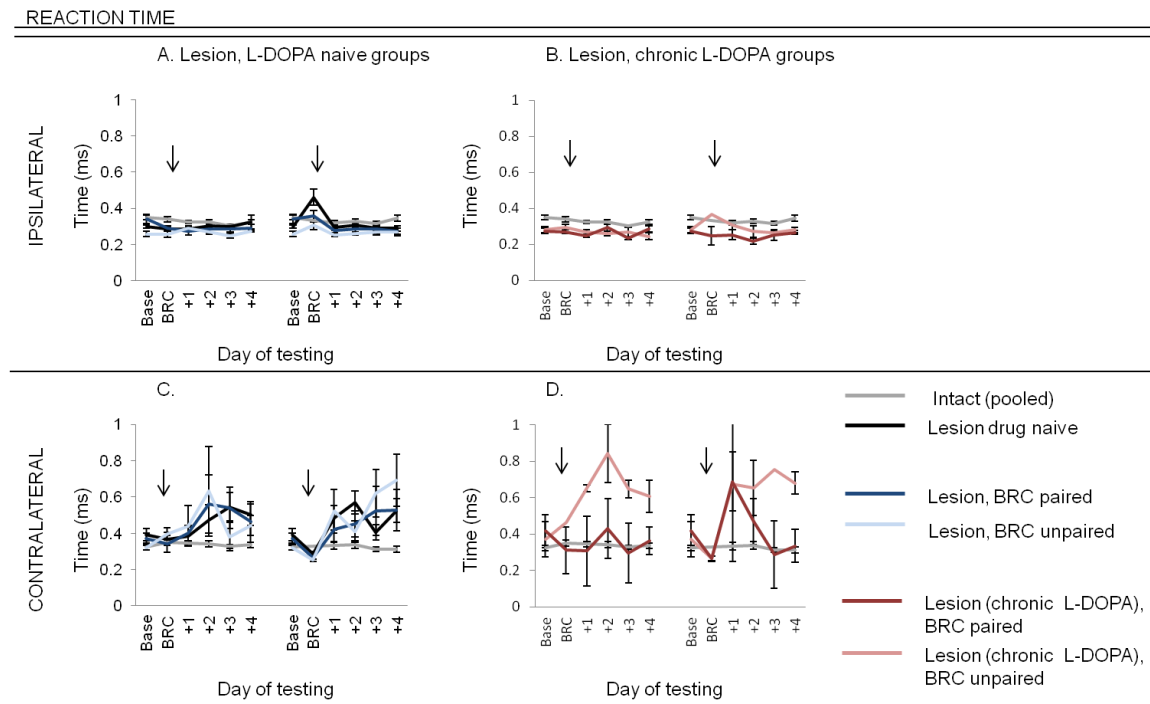 REACTION TIME
A. Lesion, L-DOPA naive groups
B. Lesion, chronic L-DOPA groups
IPSILATERAL
Time (ms)
1
0.8
0.6
0.4
0.2
0
Base
BRC
+1
+2
+3
+4
Base
BRC
+1
+2
+3
+4
Day of testing
Time (ms)
1
0.8
0.6
0.4
0.2
0
Base
BRC
+1
+2
+3
+4
Base
BRC
+1
+2
+3
+4
Day of testing
CONTRALATERAL
C.
Time (ms)
1
0.8
0.6
0.4
0.2
0
Base
BRC
+1
+2
+3
+4
Base
BRC
+1
+2
+3
+4
Day of testing
D.
Time (ms)
1
0.8
0.6
0.4
0.2
0
Base
BRC
+1
+2
+3
+4
Base
BRC
+1
+2
+3
+4
Day of testing
Intact (pooled)
Lesion drug naive
Lesion, BRC paired
Lesion, BRC unpaired
Lesion (chronic L-DOPA),
BRC paired
Lesion (chronic L-DOPA),
BRC unpaired